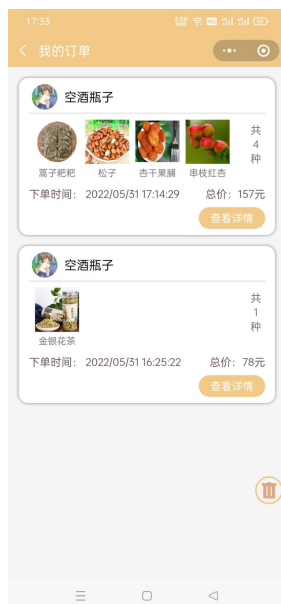 17:33
我的订单
空酒瓶子
蒿子粑粑 松子 杏干果脯 串枝红杏
共4种
下单时间： 2022/05/31 17:14:29 总价：157元
查看详情
空酒瓶子
金银花茶
共1种
下单时间： 2022/05/31 16:25:22 总价：78元
查看详情